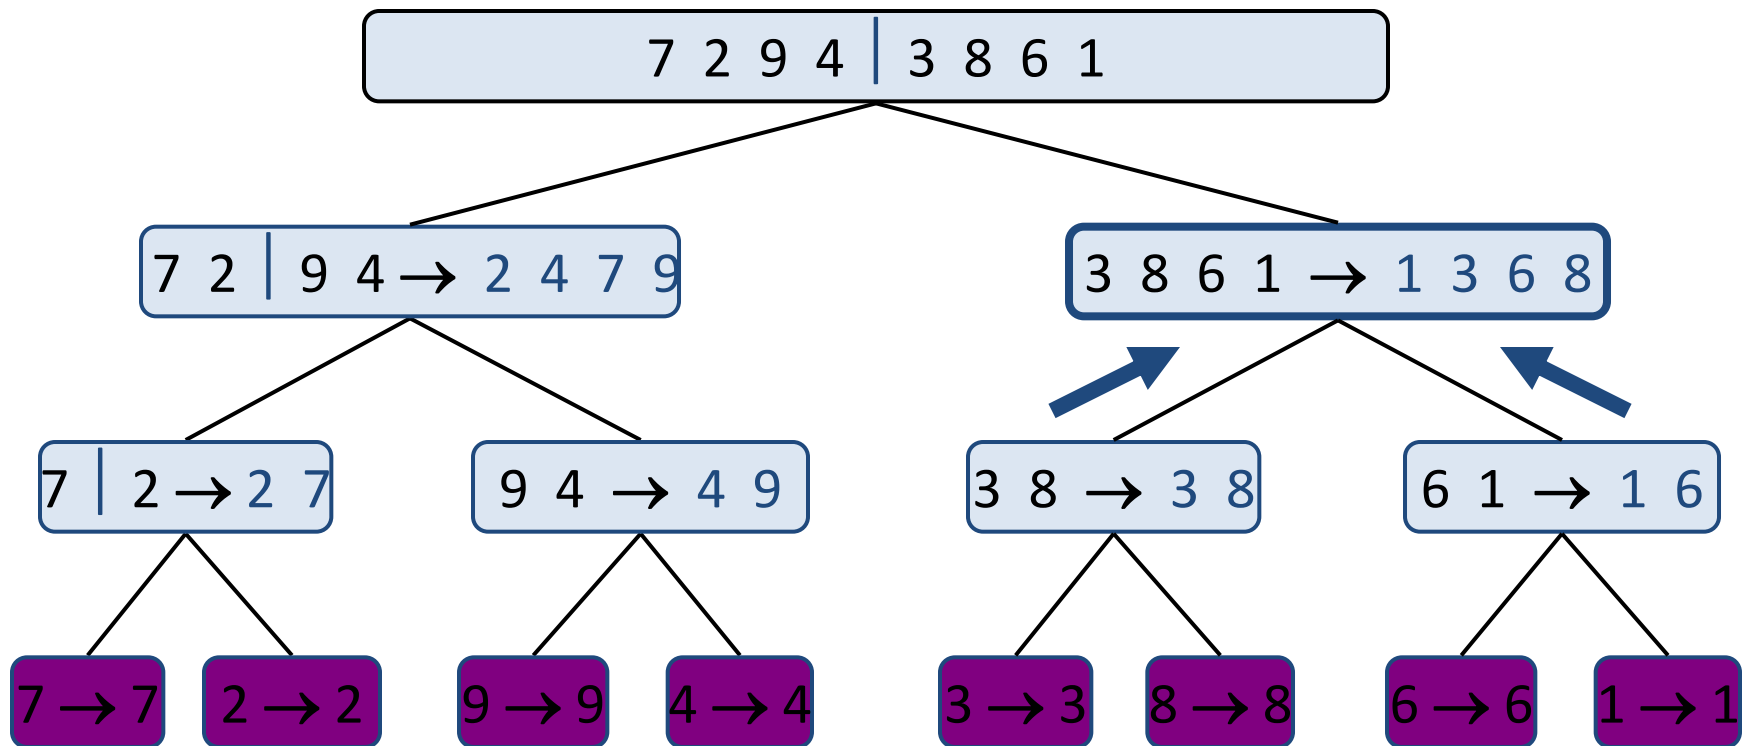 7 2 9 4 | 3 8 6 1
7 2 | 9 4 → 2 4 7 9
3 8 6 1 → 1 3 6 8
7 | 2 → 2 7
9 4 → 4 9
3 8 → 3 8
6 1 → 1 6
7 → 7
2 → 2
9 → 9
4 → 4
3 → 3
8 → 8
6 → 6
1 → 1